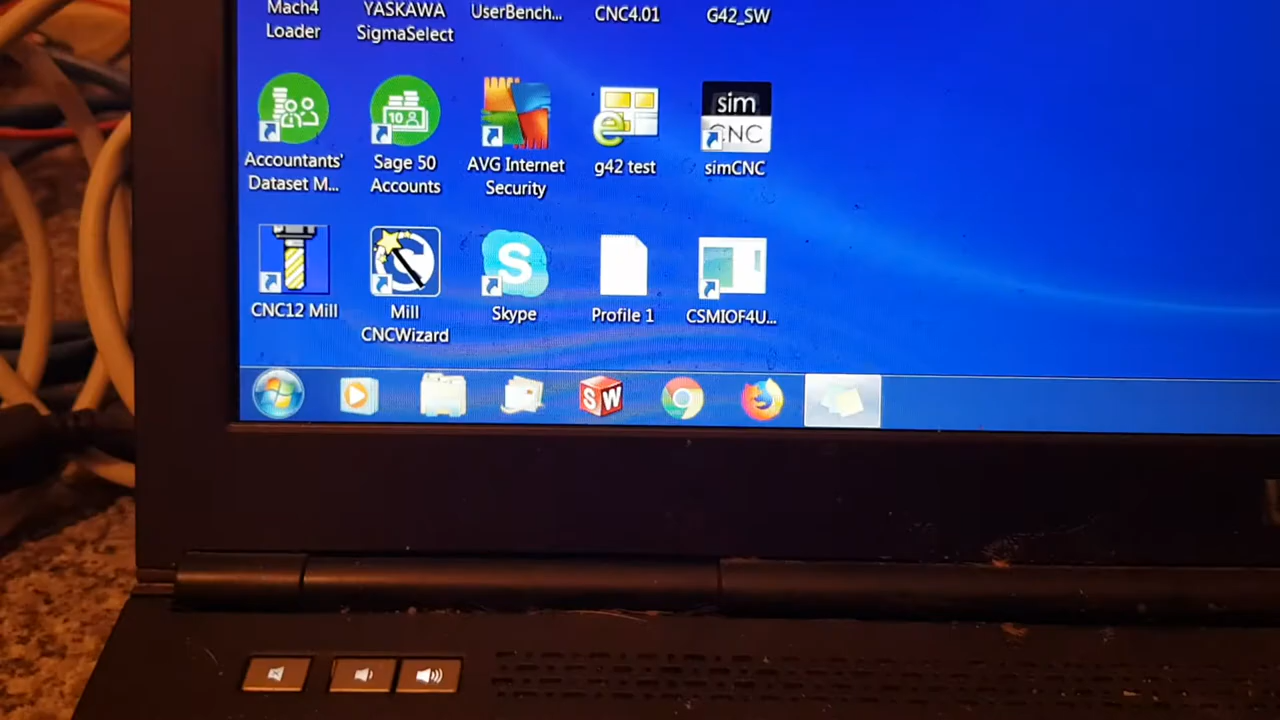 Mach4
Loader
YASKAWA
SigmaSelect
UserBench...
CNC4.01
G42_SW
10
sim
CNC
Accountants'
Dataset M...
Sage 50
Accounts
AVG Internet
Security
g42 test
simCNC
S
CNC12 Mill
Mill
CNCWizard
Skype
Profile 1
CSMIOF4U...
SW